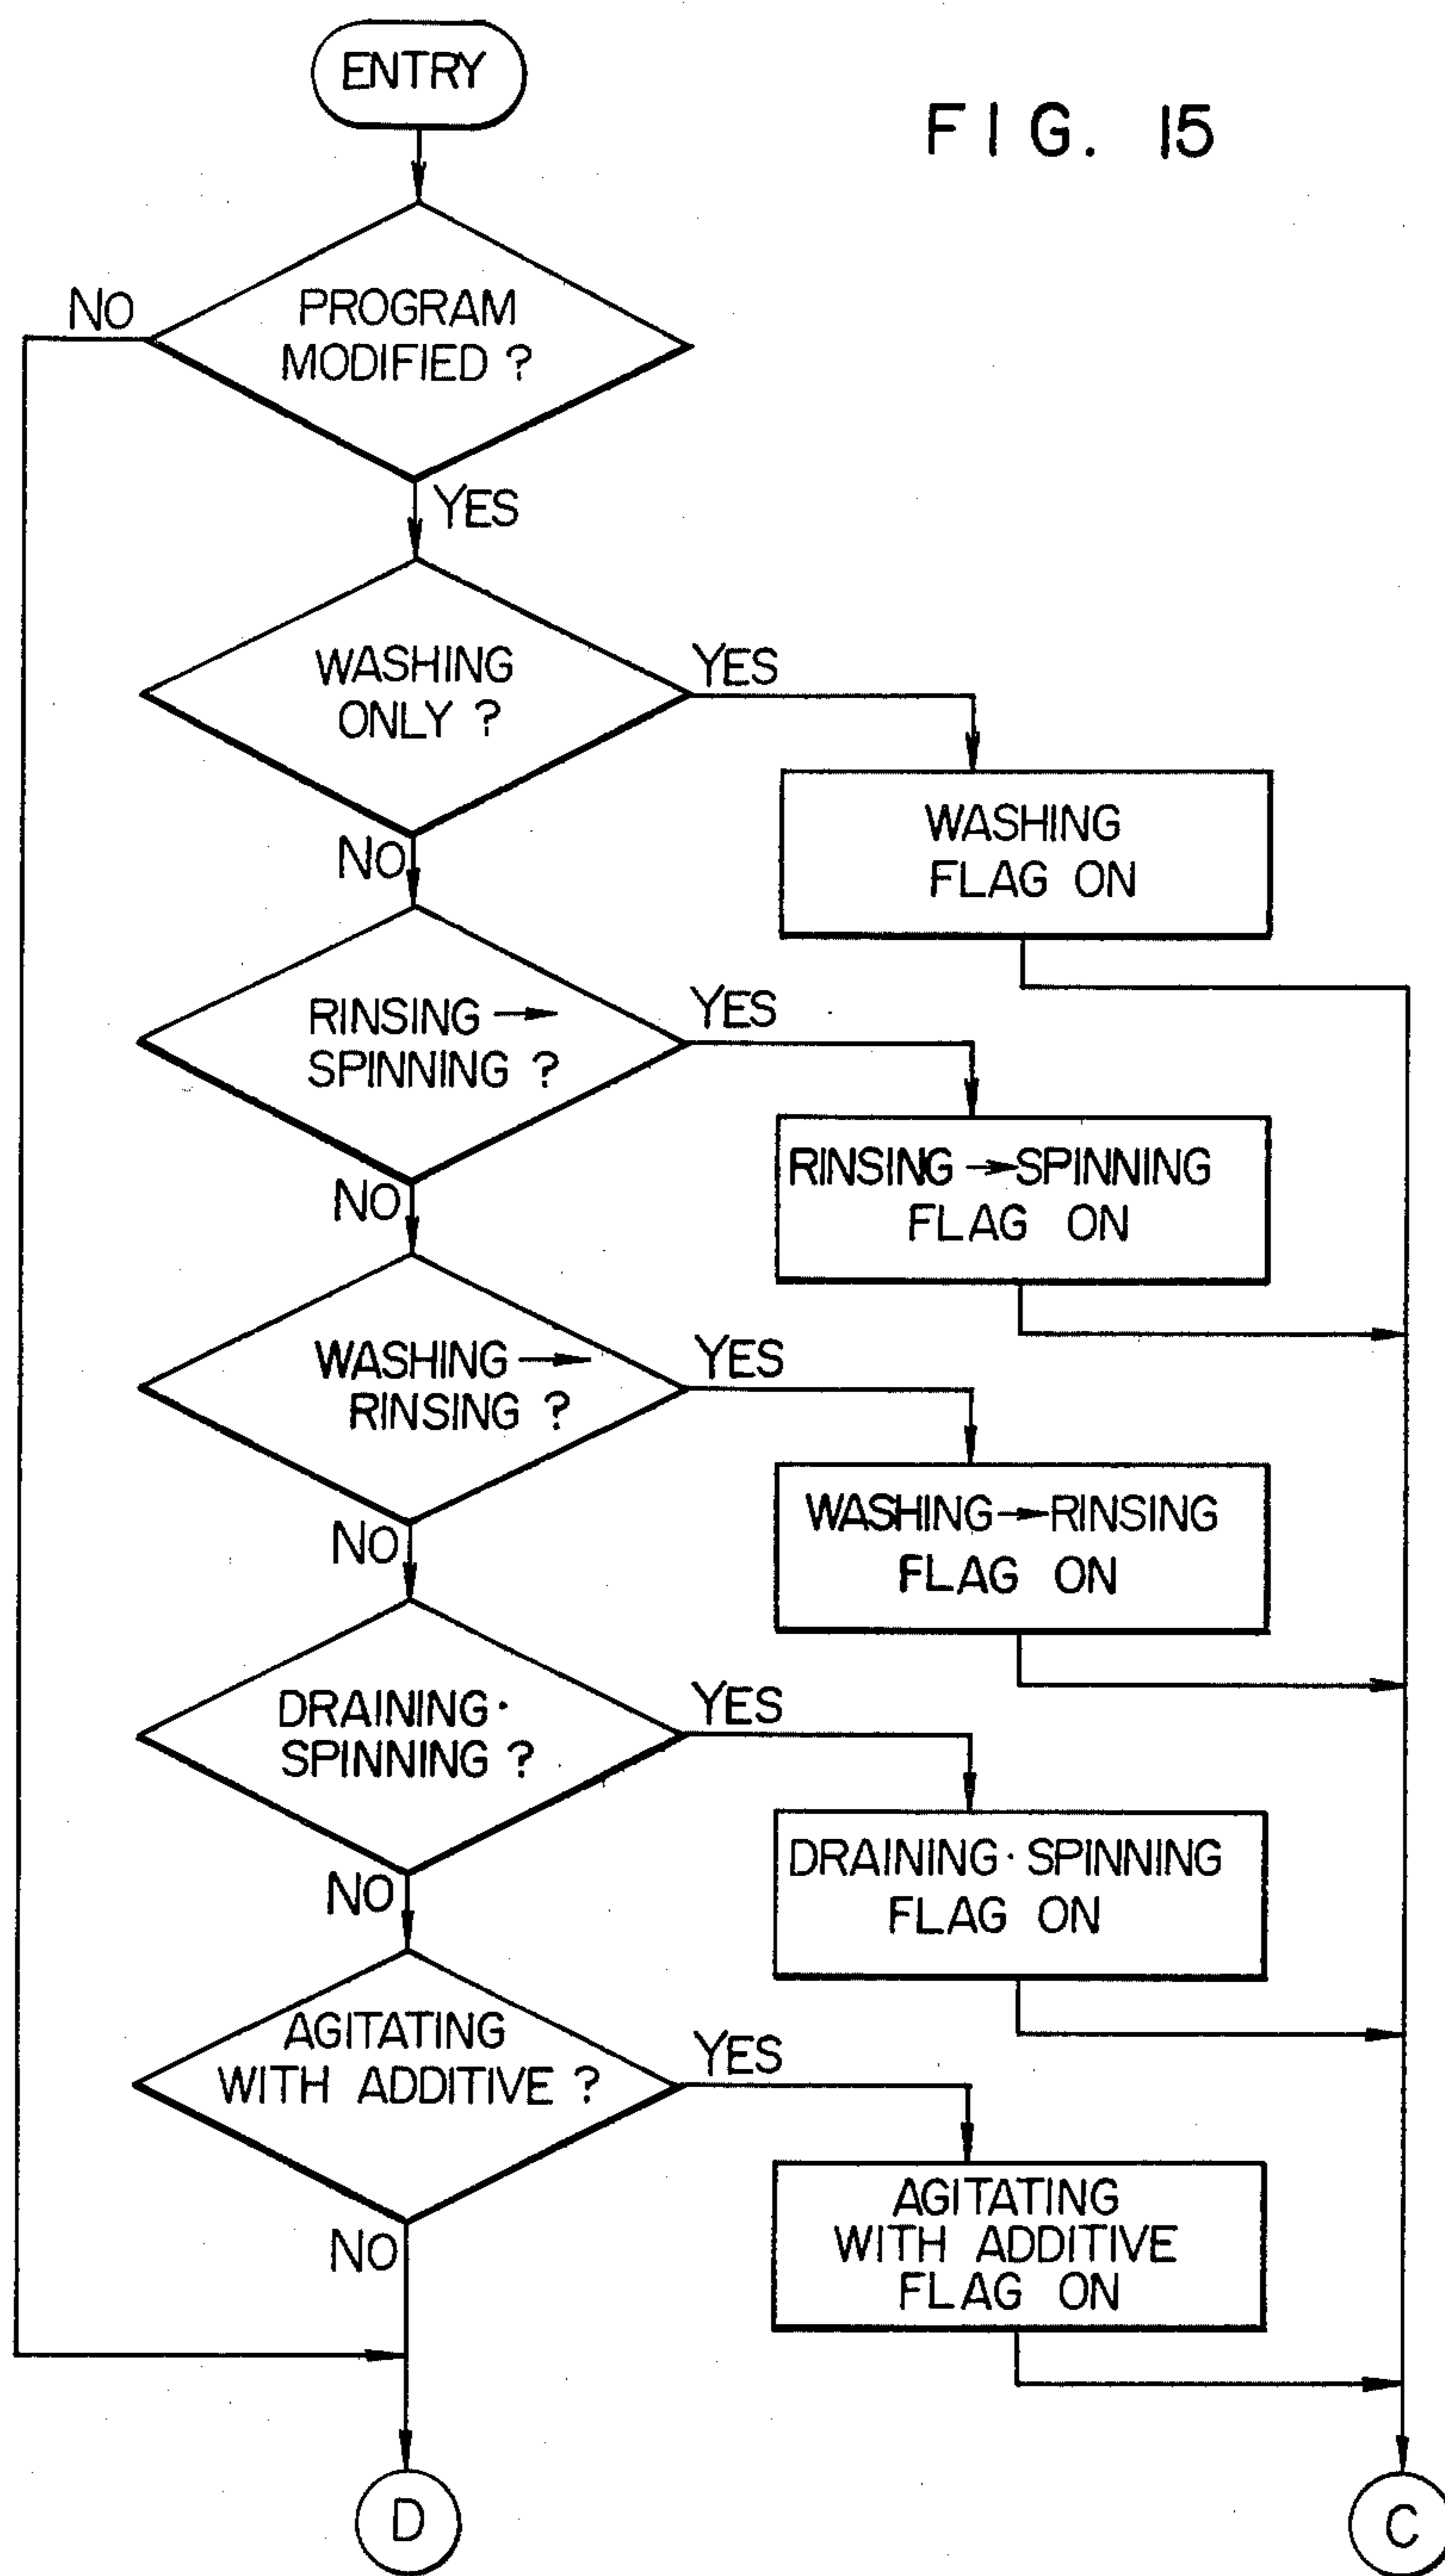 ENTRY
FIG. 15
PROGRAM
MODIFIED ?
NO
YES
WASHING
ONLY ?
YES
NO
WASHING
FLAG ON
RINSING →
SPINNING ?
YES
NO
RINSING → SPINNING
FLAG ON
WASHING →
RINSING ?
YES
NO
WASHING → RINSING
FLAG ON
DRAINING ·
SPINNING ?
YES
NO
DRAINING · SPINNING
FLAG ON
AGITATING
WITH ADDITIVE ?
YES
NO
AGITATING
WITH ADDITIVE
FLAG ON
D
C